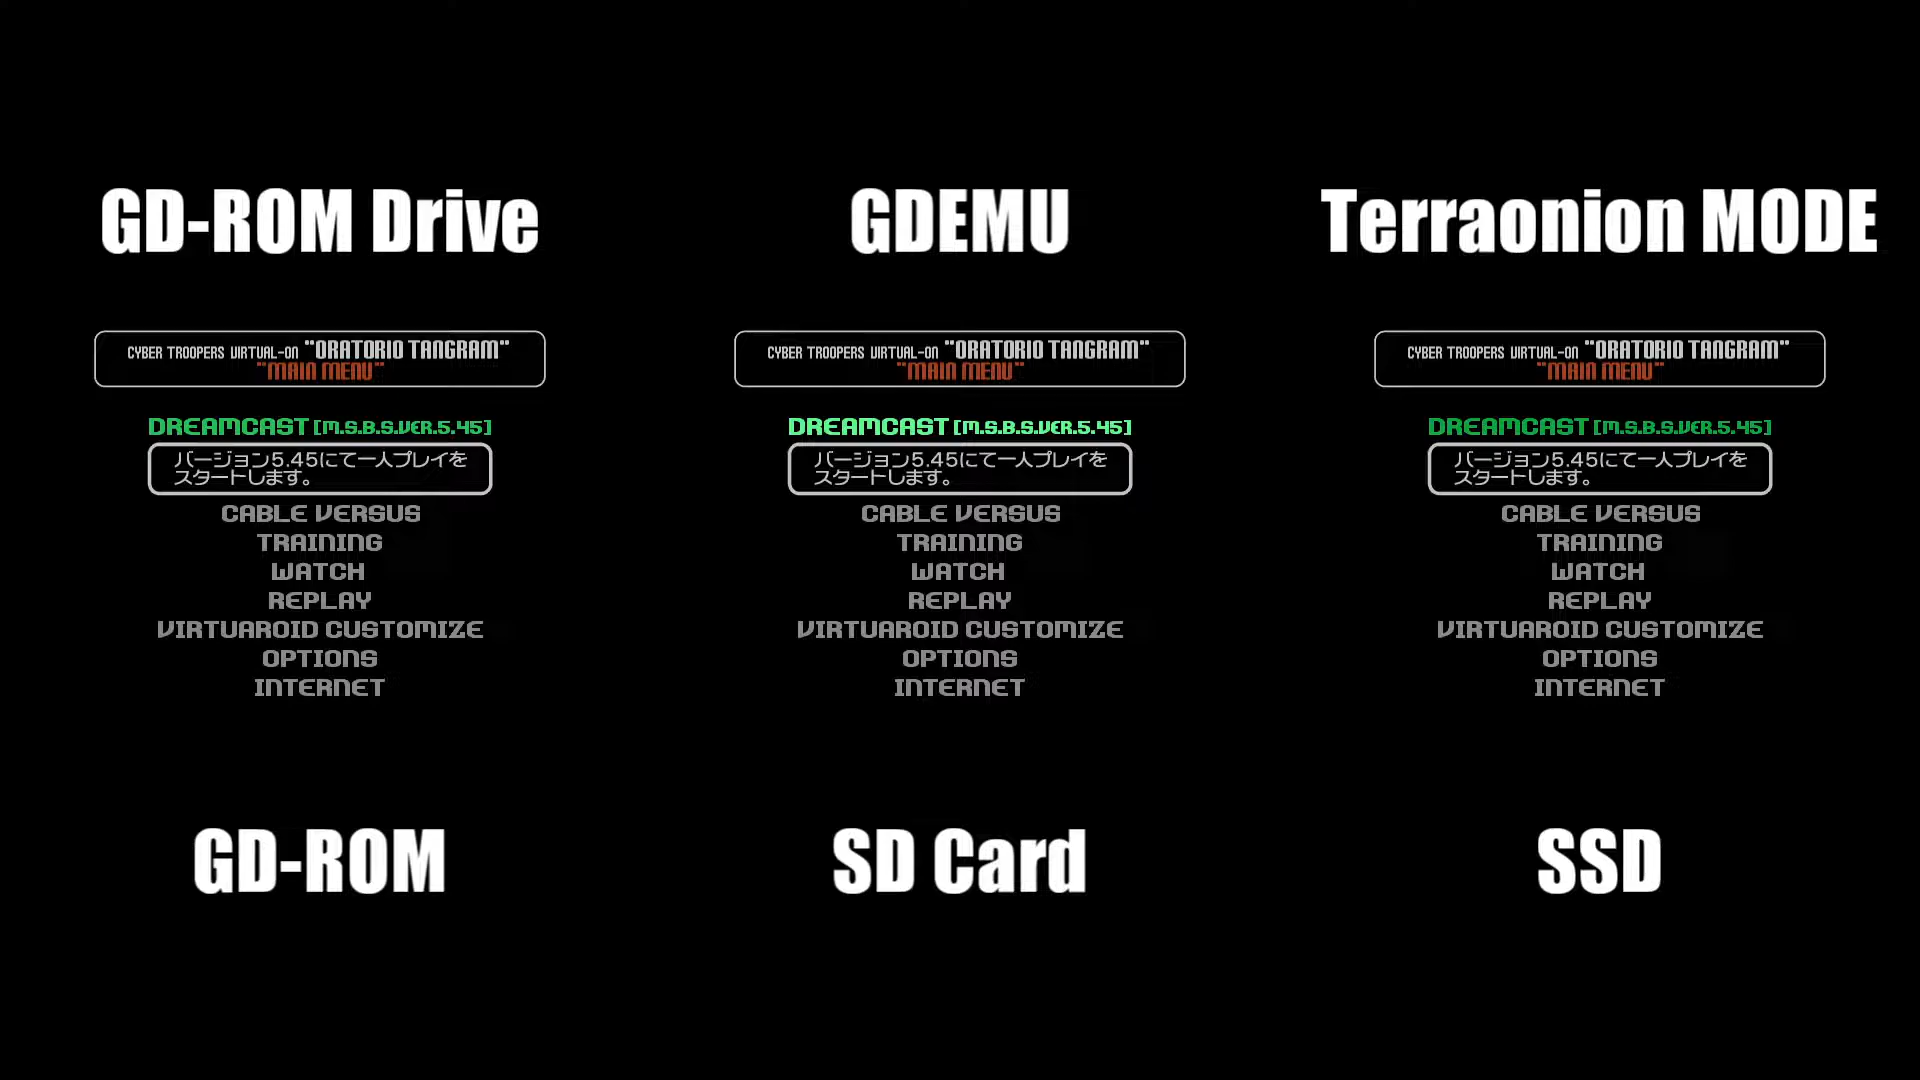 GD-ROM Drive
CYBER TROOPERS VIRTUAL-ON "ORATORIO TANGRAM"
"MAIN MENU"
DREAMCAST [M.S.B.S.VER.5.45]
バージョン5.45にて一人プレイを
スタートします。
CABLE VERSUS
TRAINING
WATCH
REPLAY
VIRTUAROID CUSTOMIZE
OPTIONS
INTERNET
GD-ROM
GDEMU
CYBER TROOPERS VIRTUAL-ON "ORATORIO TANGRAM"
"MAIN MENU"
DREAMCAST [M.S.B.S.VER.5.45]
バージョン5.45にて一人プレイを
スタートします。
CABLE VERSUS
TRAINING
WATCH
REPLAY
VIRTUAROID CUSTOMIZE
OPTIONS
INTERNET
SD Card
Terraonion MODE
CYBER TROOPERS VIRTUAL-ON "ORATORIO TANGRAM"
"MAIN MENU"
DREAMCAST [M.S.B.S.VER.5.45]
バージョン5.45にて一人プレイを
スタートします。
CABLE VERSUS
TRAINING
WATCH
REPLAY
VIRTUAROID CUSTOMIZE
OPTIONS
INTERNET
SSD